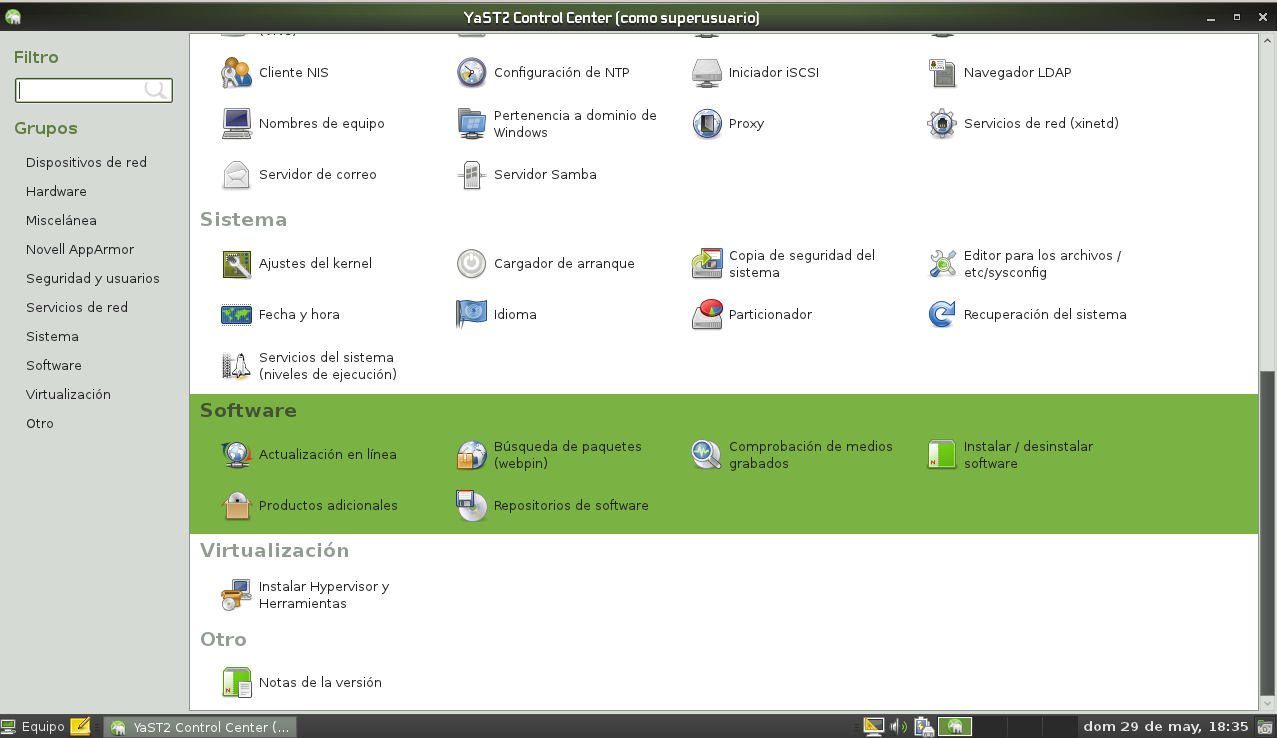 YaST2 Control Center (como superusuario)
Filtro
Grupos
Dispositivos de red
Hardware
Miscelánea
Novell AppArmor
Seguridad y usuarios
Servicios de red
Sistema
Software
Virtualización
Otro
Cliente NIS
Configuración de NTP
Iniciador iSCSI
Navegador LDAP
Nombres de equipo
Pertenencia a dominio de
Windows
Proxy
Servicios de red (xinetd)
Servidor de correo
Servidor Samba
Sistema
Ajustes del kernel
Cargador de arranque
Copia de seguridad del
sistema
Editor para los archivos /
etc/sysconfig
Fecha y hora
Idioma
Particionador
Recuperación del sistema
Servicios del sistema
(niveles de ejecución)
Software
Actualización en línea
Búsqueda de paquetes
(webpin)
Comprobación de medios
grabados
Instalar / desinstalar
software
Productos adicionales
Repositorios de software
Virtualización
Instalar Hypervisor y
Herramientas
Otro
Notas de la versión
Equipo
YaST2 Control Center (...
dom 29 de may, 18:35